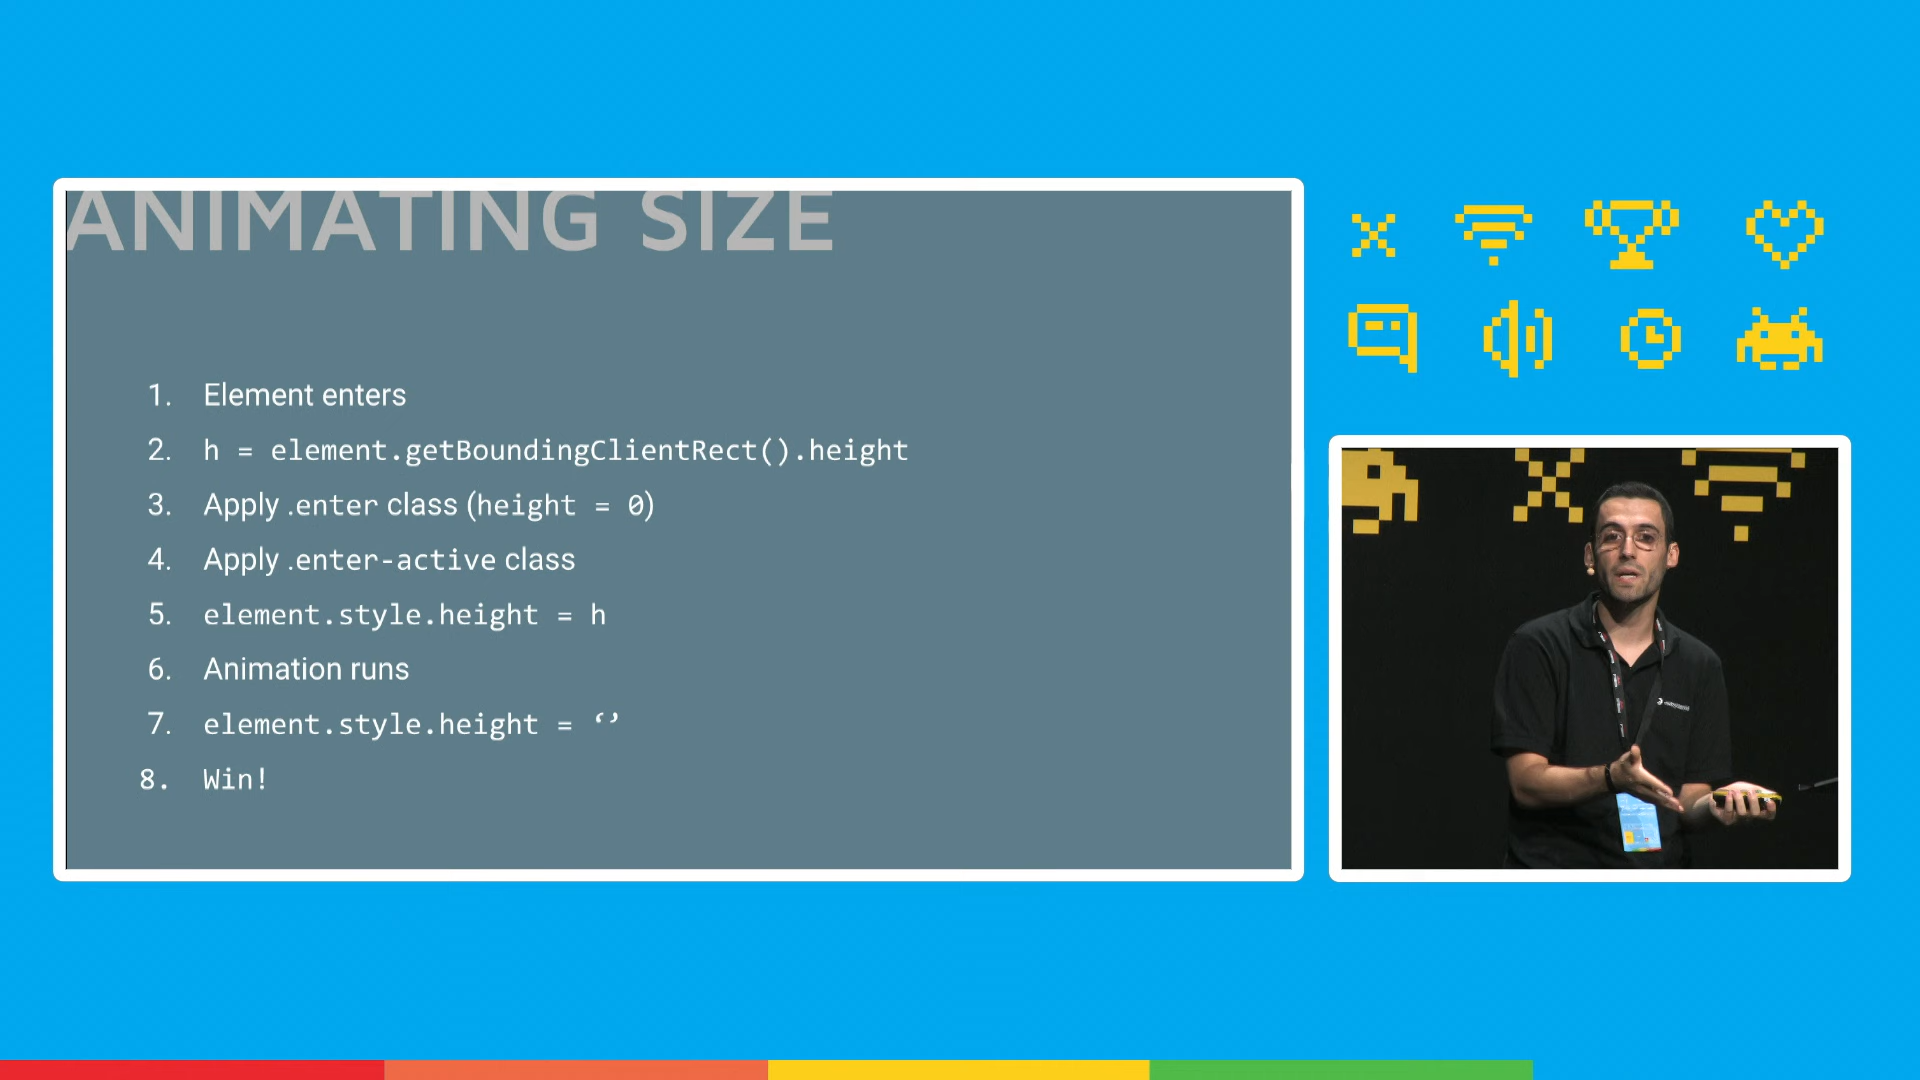 ANIMATING SIZE
1. Element enters
2. h = element.getBoundingClientRect().height
3. Apply .enter class (height = 0)
4. Apply .enter-active class
5. element.style.height = h
6. Animation runs
7. element.style.height = ‘’
8. Win!